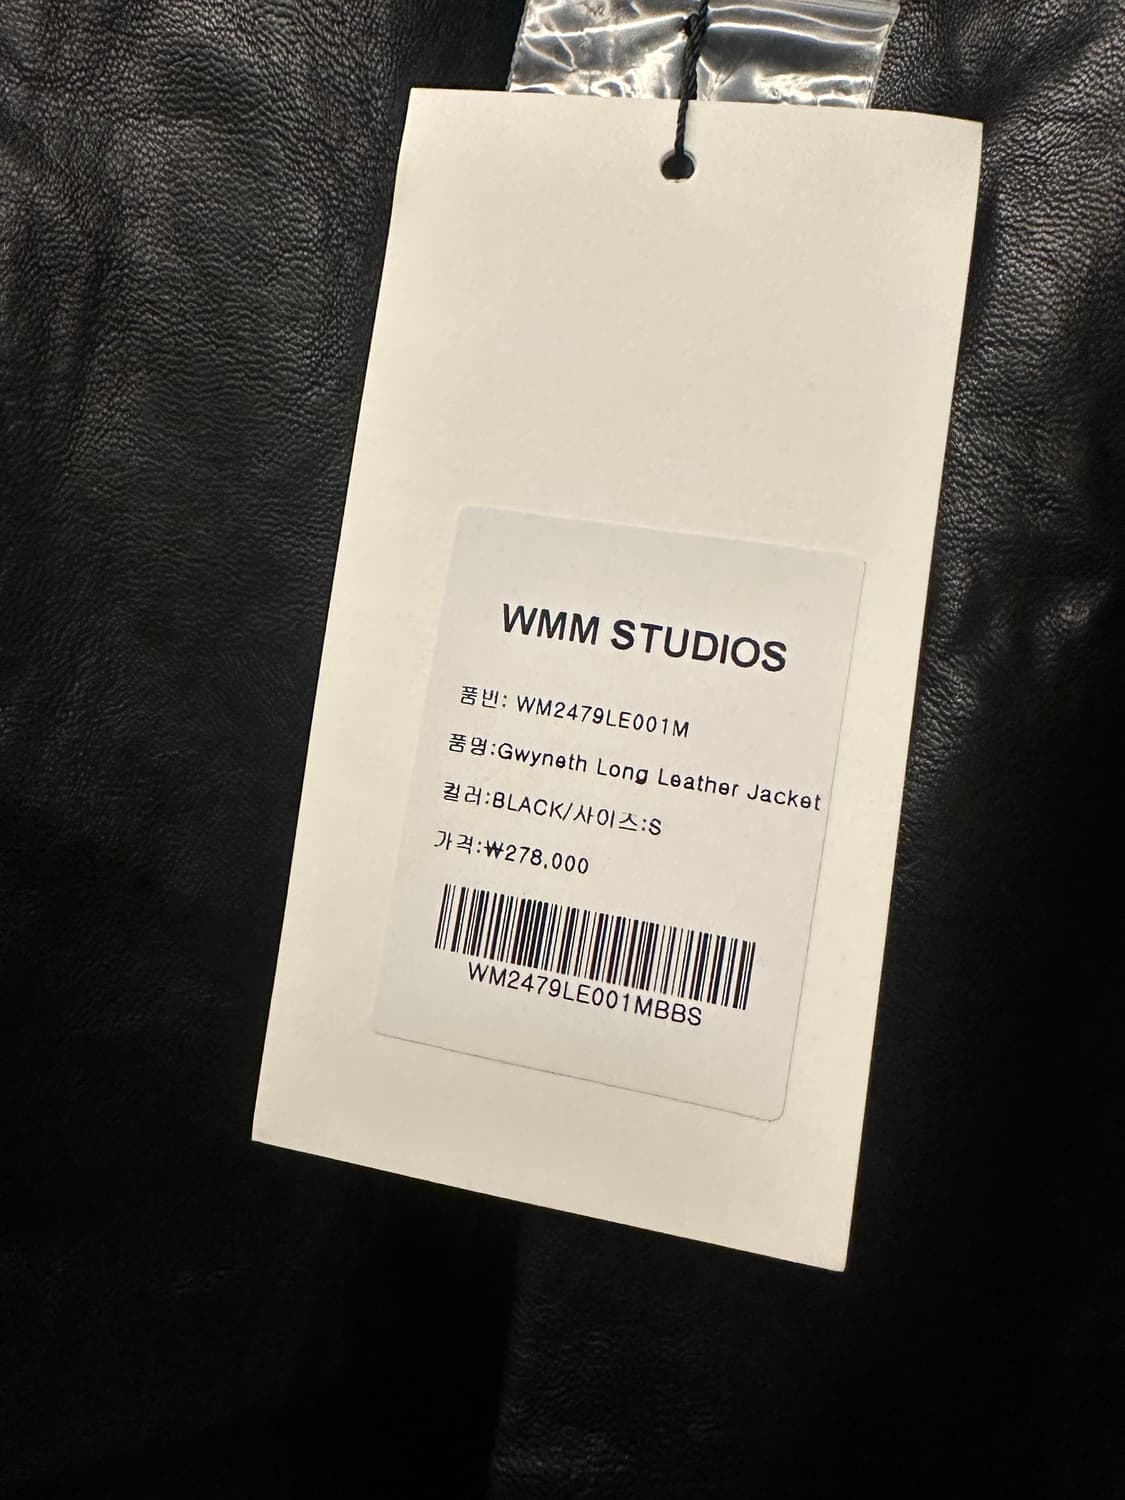 WMM STUDIOS
품번: WM2479LE001M
품명:Gwyneth Long Leather Jacket
컬러:BLACK/사이즈:S
가격:₩278,000
WM2479LE001MBBS